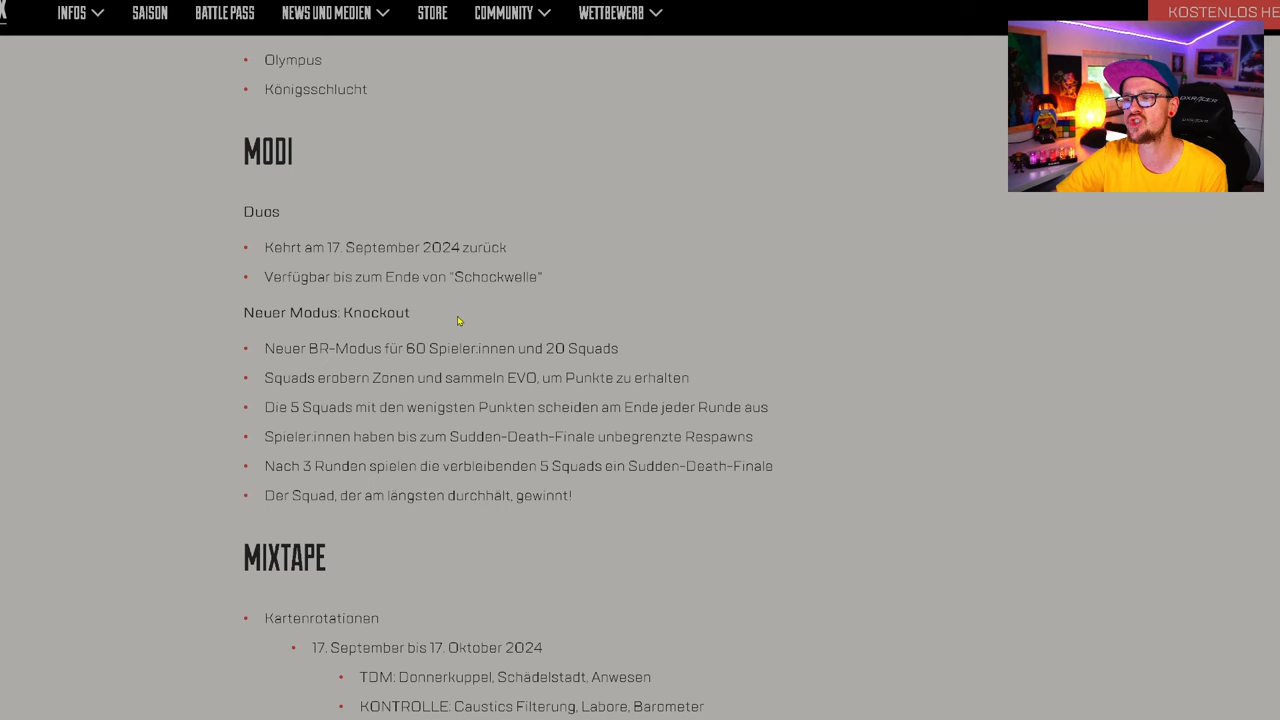 INFOS SAISON BATTLE PASS NEWS UND MEDIEN STORE COMMUNITY WETTBEWERB KOSTENLOS HE
Olympus
Königsschlucht
MODI
Duos
Kehrt am 17. September 2024 zurück
Verfügbar bis zum Ende von "Schockwelle"
Neuer Modus: Knockout
Neuer BR-Modus für 60 Spieler:innen und 20 Squads
Squads erobern Zonen und sammeln EVO, um Punkte zu erhalten
Die 5 Squads mit den wenigsten Punkten scheiden am Ende jeder Runde aus
Spieler:innen haben bis zum Sudden-Death-Finale unbegrenzte Respawns
Nach 3 Runden spielen die verbleibenden 5 Squads ein Sudden-Death-Finale
Der Squad, der am längsten durchhält, gewinnt!
MIXTAPE
Kartenrotationen
17. September bis 17. Oktober 2024
TDM: Donnerkuppel, Schädelstadt, Anwesen
KONTROLLE: Caustics Filterung, Labore, Barometer
DXRACER